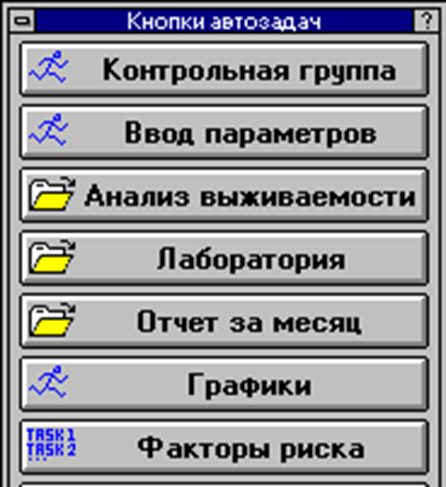 Кнопки автозадач ?
Контрольная группа
Ввод параметров
Анализ выживаемости
Лаборатория
Отчет за месяц
Графики
TASK1
TASK2
...
Факторы риска